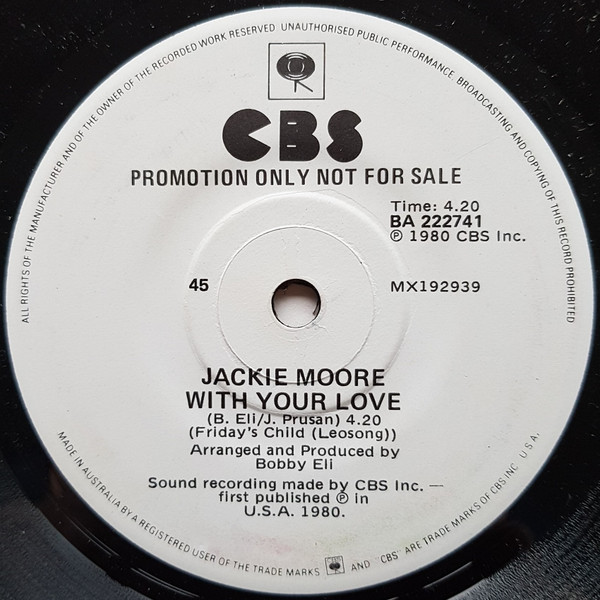 ALL RIGHTS OF THE MANUFACTURER AND OF THE OWNER OF THE RECORDED WORK RESERVED UNAUTHORISED PUBLIC PERFORMANCE, BROADCASTING AND COPYING OF THIS RECORD PROHIBITED
CBS
PROMOTION ONLY NOT FOR SALE
Time: 4.20
BA 222741
℗ 1980 CBS Inc.
45
MX192939
JACKIE MOORE
WITH YOUR LOVE
(B. Eli/J. Prusan) 4.20
(Friday's Child (Leosong))
Arranged and Produced by
Bobby Eli
Sound recording made by CBS Inc. —
first published ℗ in
U.S.A. 1980.
MADE IN AUSTRALIA BY A REGISTERED USER OF THE TRADE MARKS AND "CBS" ARE TRADE MARKS OF CBS INC U.S.A.